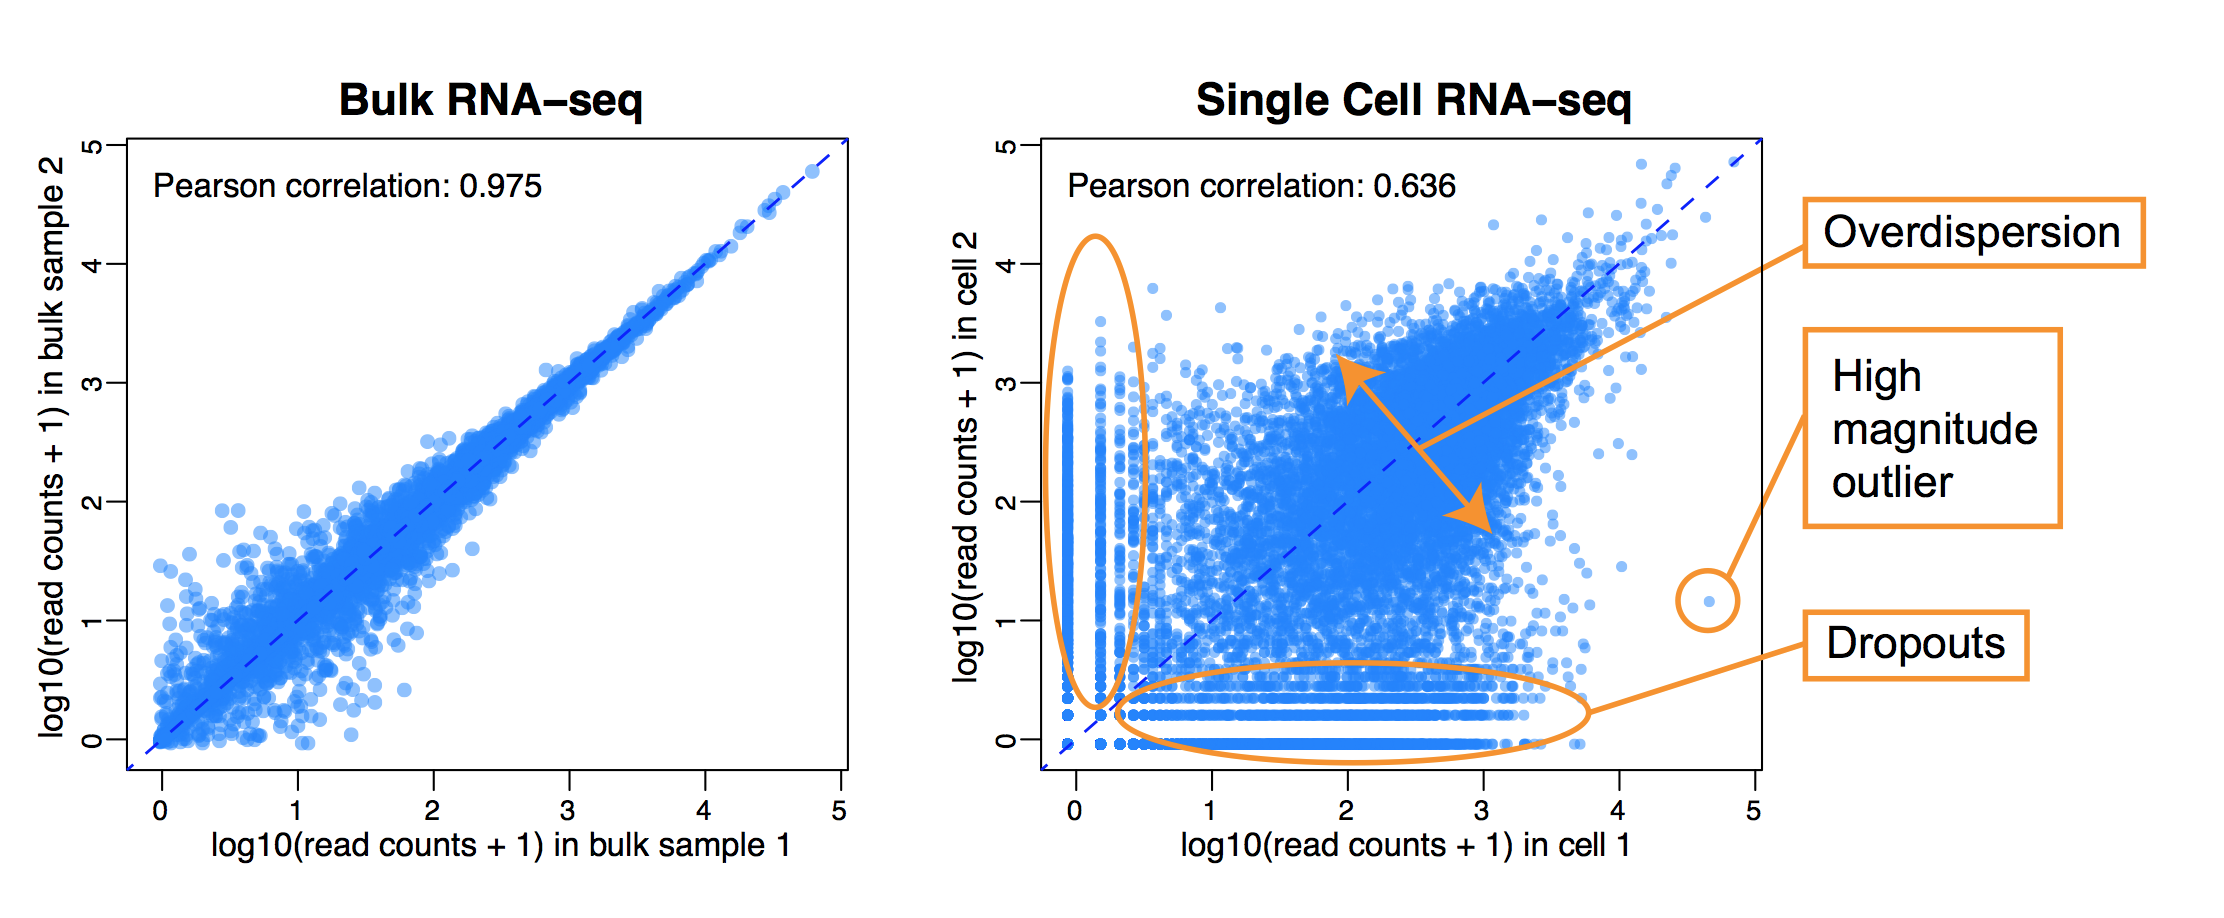 Bulk RNA−seq
Pearson correlation: 0.975
log10(read counts + 1) in bulk sample 2
5
4
3
2
1
0
0 1 2 3 4 5
log10(read counts + 1) in bulk sample 1
Single Cell RNA−seq
Pearson correlation: 0.636
log10(read counts + 1) in cell 2
5
4
3
2
1
0
0 1 2 3 4 5
log10(read counts + 1) in cell 1
Overdispersion
High
magnitude
outlier
Dropouts